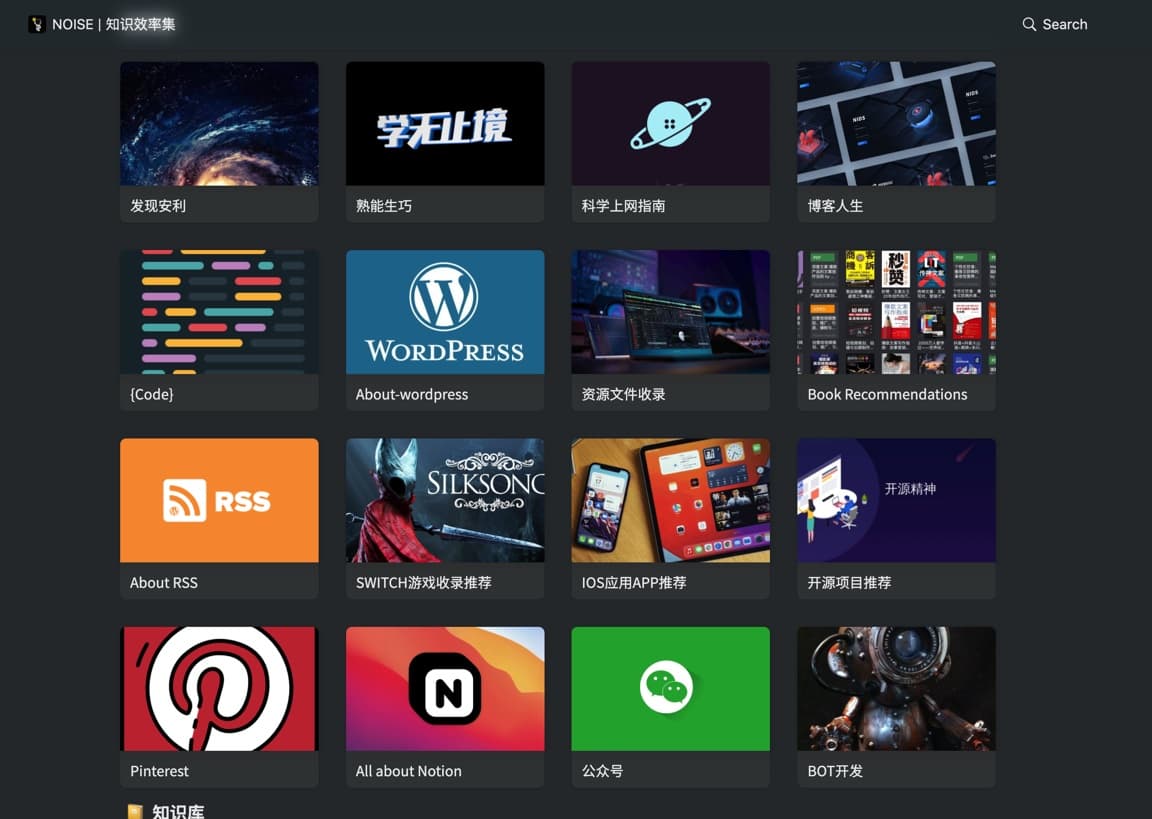 NOISE | 知识效率集
Search
学无止境
NIDS
NIDS
发现安利
熟能生巧
科学上网指南
博客人生
WORDPRESS
{Code}
About-wordpress
资源文件收录
Book Recommendations
RSS
SILKSONG
开源精神
About RSS
SWITCH游戏收录推荐
IOS应用APP推荐
开源项目推荐
N
Pinterest
All about Notion
公众号
BOT开发
知识库